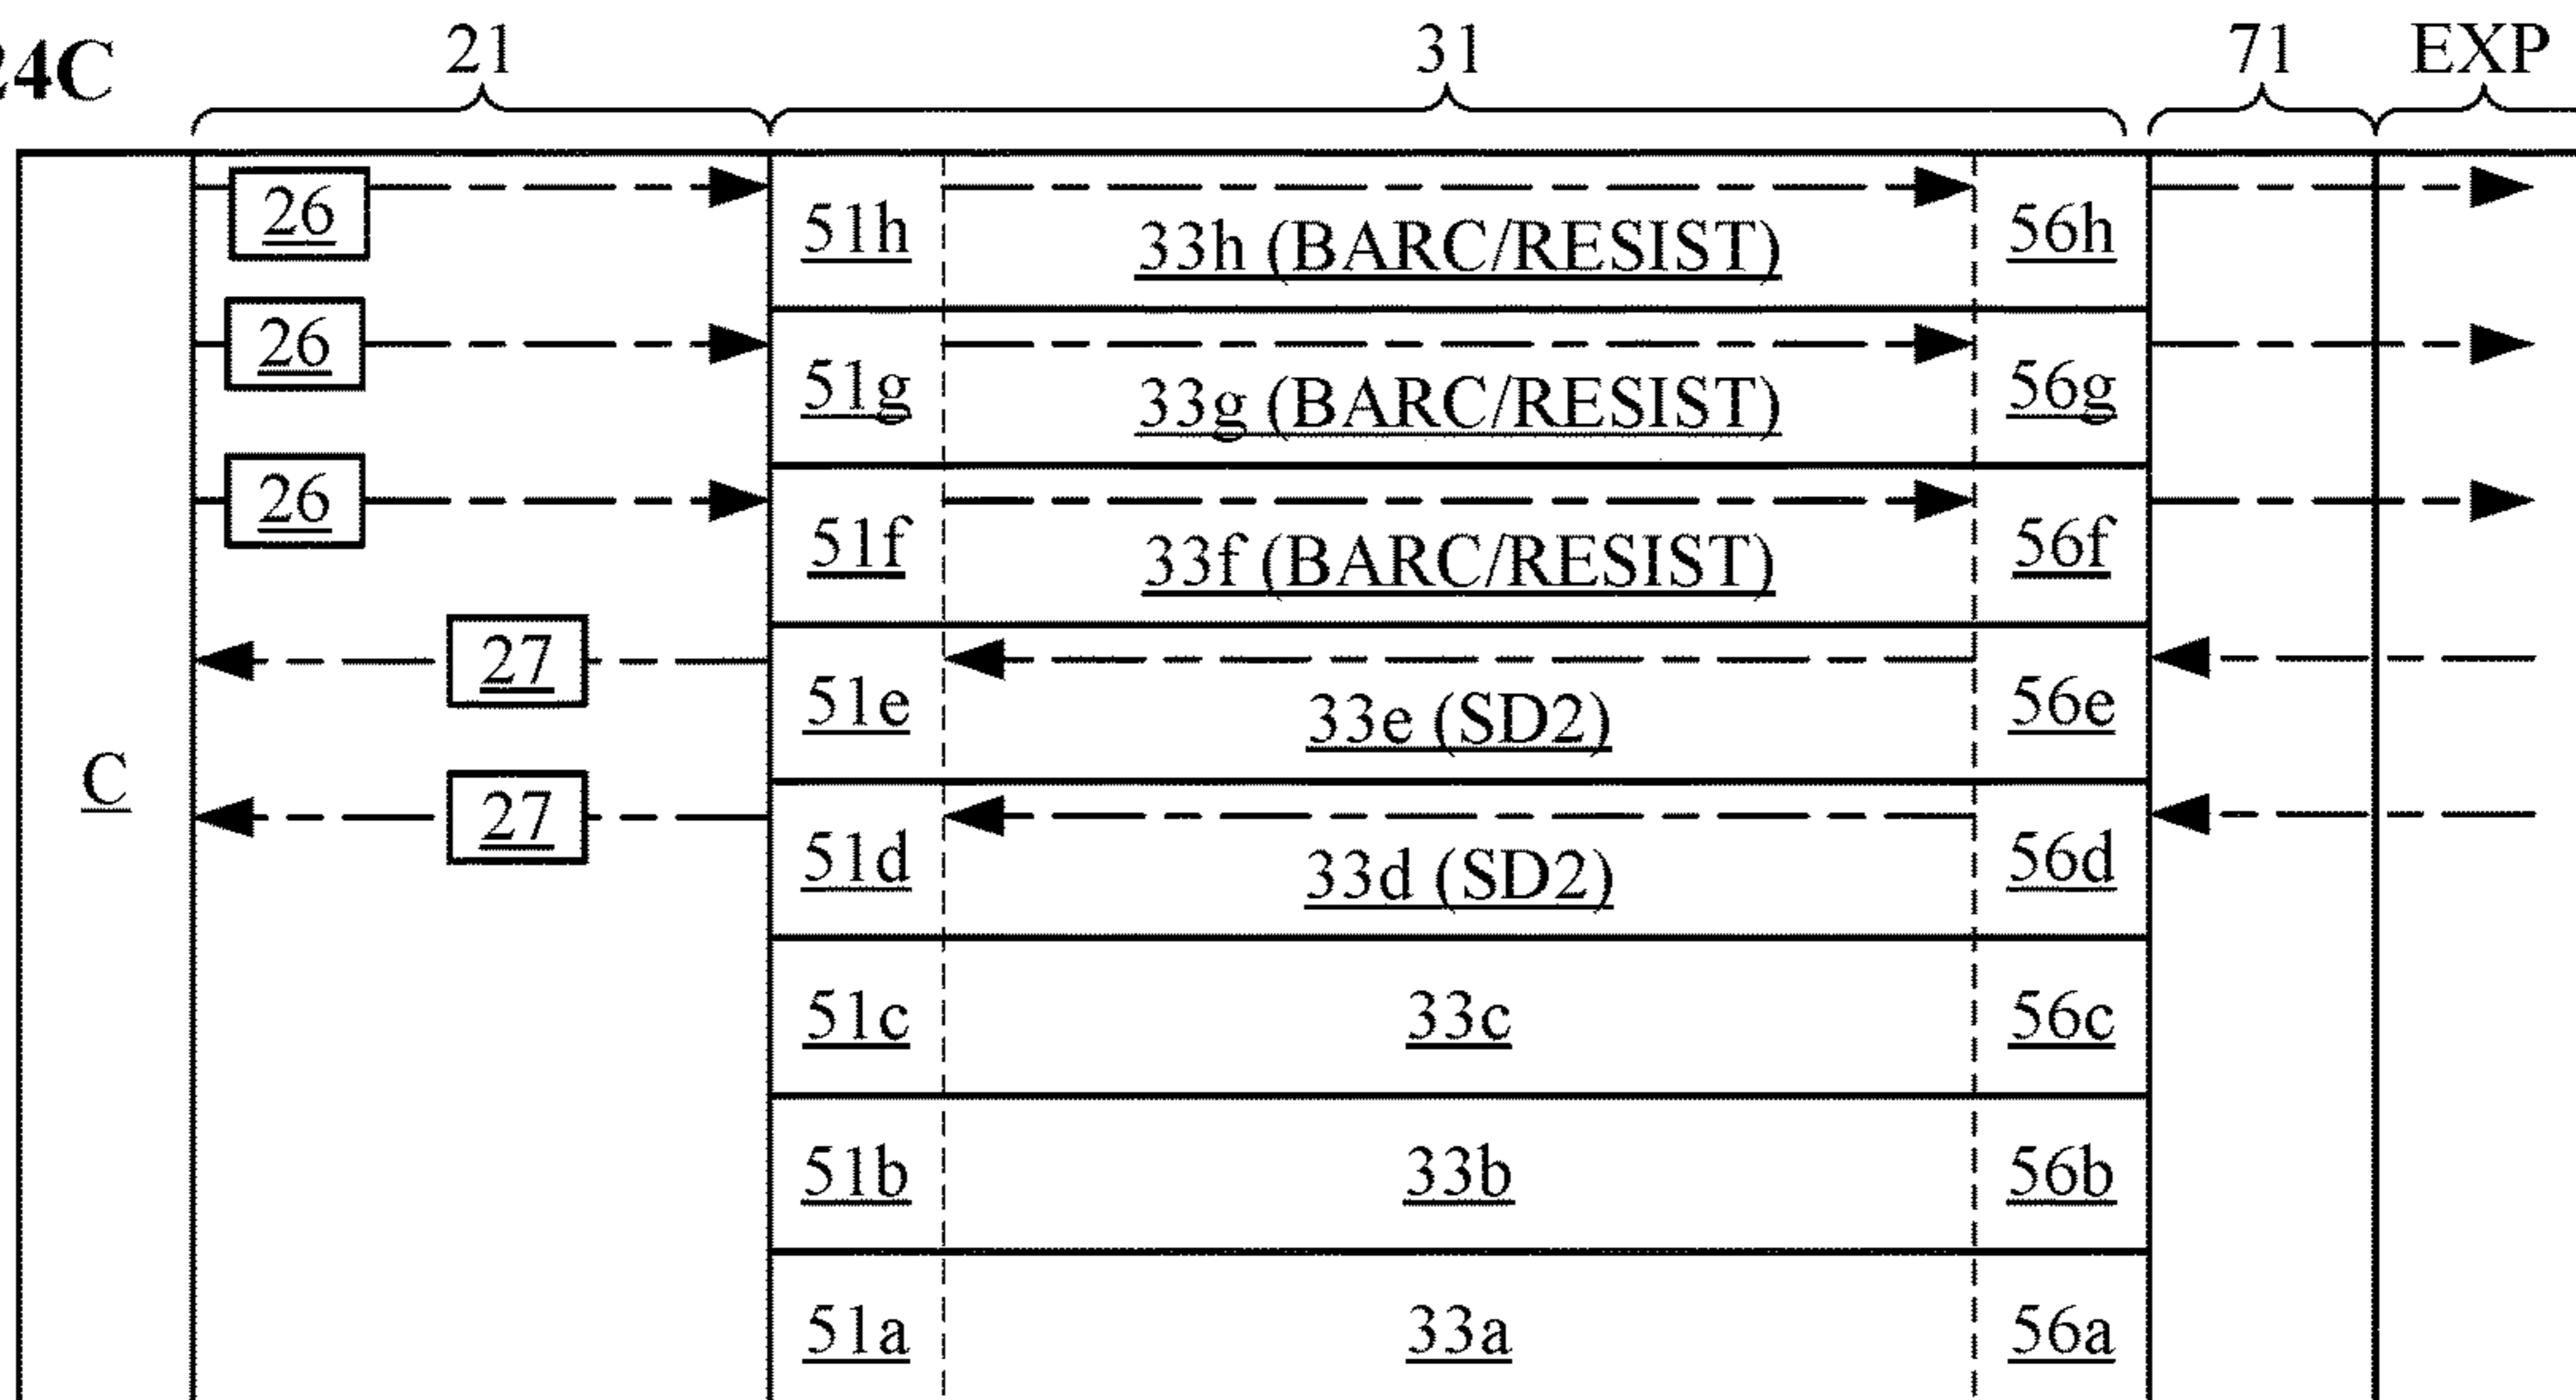 24C
21 31 71 EXP
26 51h 33h (BARC/RESIST) 56h
26 51g 33g (BARC/RESIST) 56g
26 51f 33f (BARC/RESIST) 56f
27 51e 33e (SD2) 56e
C
27 51d 33d (SD2) 56d
51c 33c 56c
51b 33b 56b
51a 33a 56a